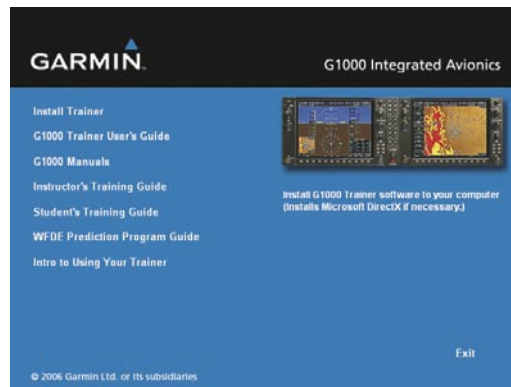 GARMIN.
G1000 Integrated Avionics
Install Trainer
G1000 Trainer User's Guide
G1000 Manuals
Instructor's Training Guide
Student's Training Guide
WFDE Prediction Program Guide
Intro to Using Your Trainer
Install G1000 Trainer software to your computer
(Installs Microsoft DirectX if necessary.)
Exit
© 2006 Garmin Ltd. or its subsidiaries